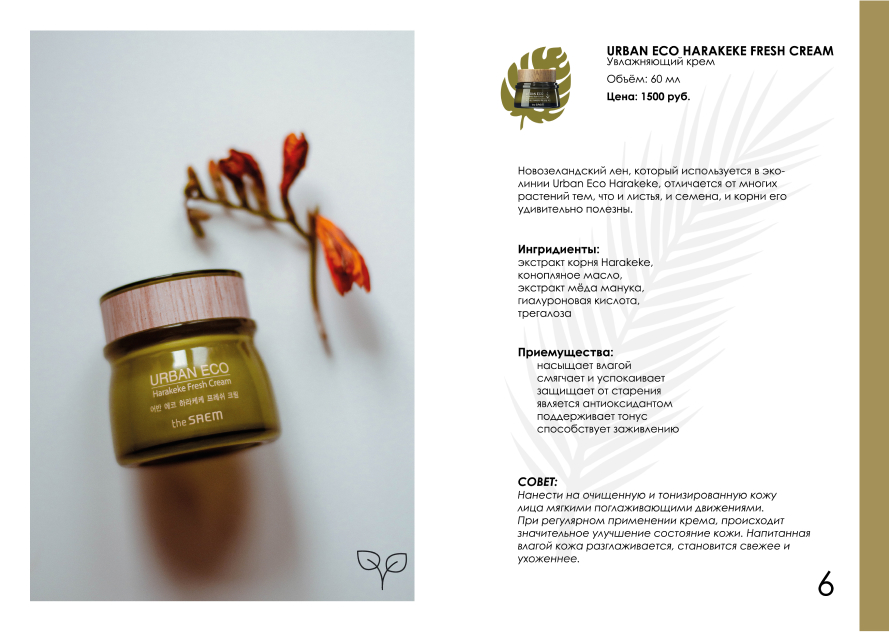 URBAN ECO
Harakeke Fresh Cream
어반 에코 하라케케 프레쉬 크림
the SAEM
URBAN ECO HARAKEKE FRESH CREAM
Увлажняющий крем
Объём: 60 мл
Цена: 1500 руб.
Новозеландский лен, который используется в эко-
линии Urban Eco Harakeke, отличается от многих
растений тем, что и листья, и семена, и корни его
удивительно полезны.
Ингридиенты:
экстракт корня Harakeke,
конопляное масло,
экстракт мёда манука,
гиалуроновая кислота,
трегалоза
Приемущества:
насыщает влагой
смягчает и успокаивает
защищает от старения
является антиоксидантом
поддерживает тонус
способствует заживлению
СОВЕТ:
Нанести на очищенную и тонизированную кожу
лица мягкими поглаживающими движениями.
При регулярном применении крема, происходит
значительное улучшение состояние кожи. Напитанная
влагой кожа разглаживается, становится свежее и
ухоженнее.
6